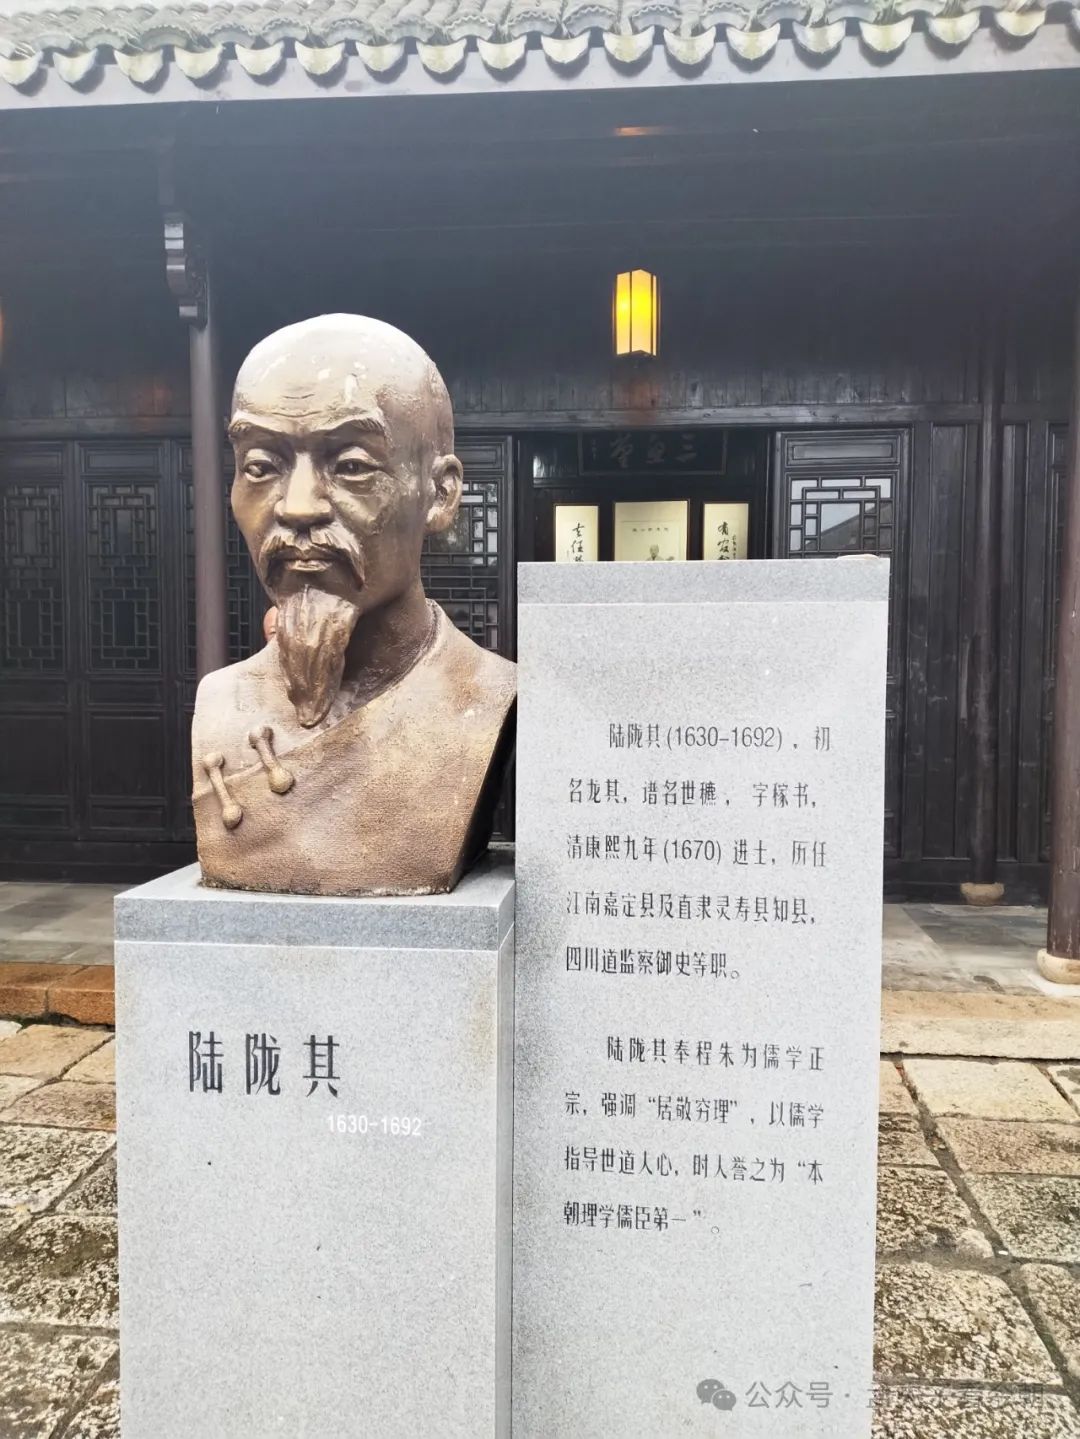 三鱼堂
陆陇其(1630-1692)，初
名龙其，谱名世穮，字稼书，
清康熙九年(1670)进士，历任
江南嘉定县及直隶灵寿县知县，
四川道监察御史等职。
陆陇其奉程朱为儒学正
宗，强调“居敬穷理”，以儒学
指导世道人心，时人誉之为“本
朝理学儒臣第一”。
陆陇其
1630-1692
公众号